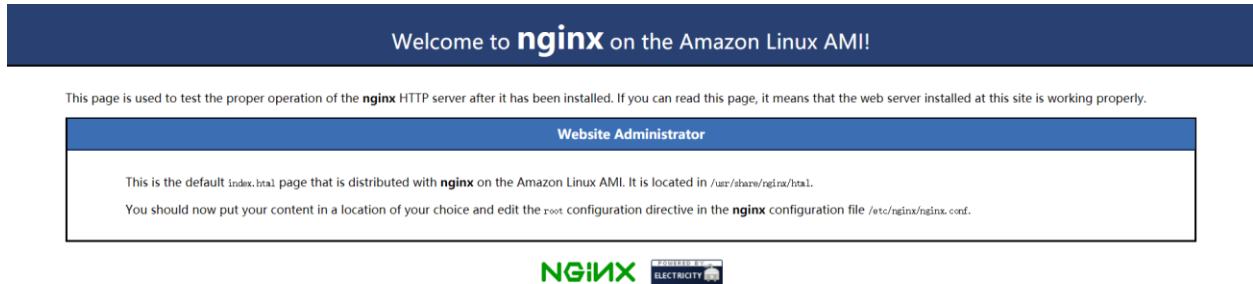 Welcome to nginx on the Amazon Linux AMI!
This page is used to test the proper operation of the nginx HTTP server after it has been installed. If you can read this page, it means that the web server installed at this site is working properly.
Website Administrator
This is the default index.html page that is distributed with nginx on the Amazon Linux AMI. It is located in /usr/share/nginx/html.
You should now put your content in a location of your choice and edit the root configuration directive in the nginx configuration file /etc/nginx/nginx.conf.
NGINX
POWERED BY
ELECTRICITY